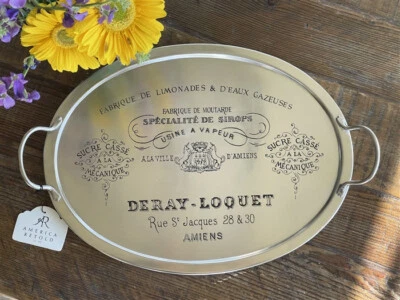 FABRIQUE DE LIMONADES & D'EAUX GAZEUSES
FABRIQUE DE MOUTARDE
SPÉCIALITÉ DE SIROPS
USINE A VAPEUR
A LA VILLE D'AMIENS
SUCRE CASSÉ
A LA
MÉCANIQUE
SUCRE CASSÉ
A LA
MÉCANIQUE
DERAY-LOQUET
Rue St Jacques 28 & 30
AMIENS
AR
AMERICA
RETOLD